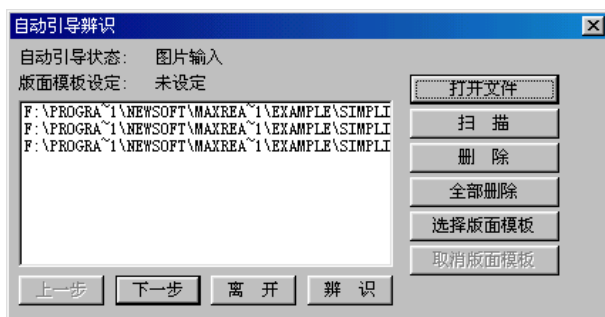 自动引导辨识
自动引导状态: 图片输入
版面模板设定: 未设定
F:\PROGRA~1\NEWSOFT\MAXREA~1\EXAMPLE\SIMPLI
F:\PROGRA~1\NEWSOFT\MAXREA~1\EXAMPLE\SIMPLI
F:\PROGRA~1\NEWSOFT\MAXREA~1\EXAMPLE\SIMPLI
打开文件
扫 描
删 除
全部删除
选择版面模板
取消版面模板
上一步 下一步 离 开 辨 识